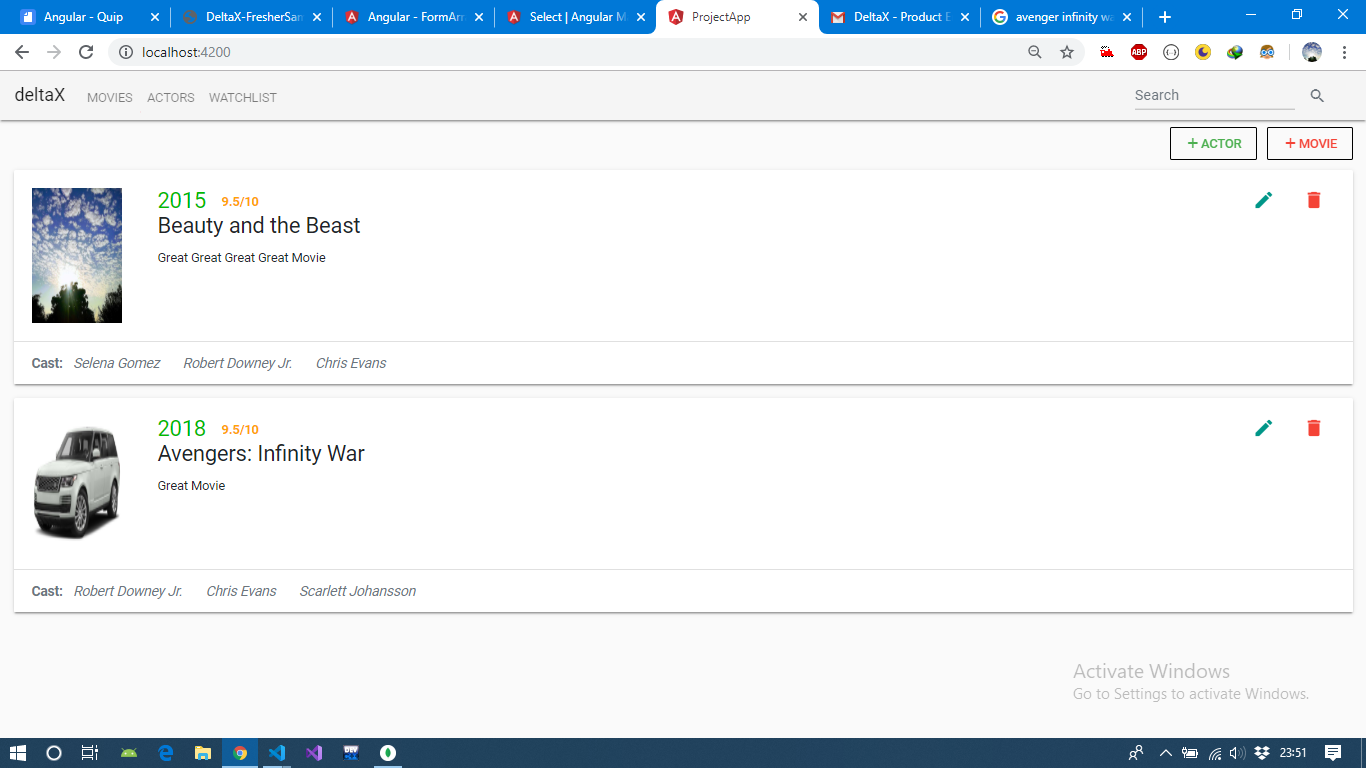 Angular - Quip
DeltaX-FresherSam
Angular - FormArr
Select | Angular M
ProjectApp
DeltaX - Product E
avenger infinity wa
localhost:4200
ABP
deltaX MOVIES ACTORS WATCHLIST Search
+ ACTOR + MOVIE
2015 9.5/10
Beauty and the Beast
Great Great Great Great Movie
Cast: Selena Gomez Robert Downey Jr. Chris Evans
2018 9.5/10
Avengers: Infinity War
Great Movie
Cast: Robert Downey Jr. Chris Evans Scarlett Johansson
Activate Windows
Go to Settings to activate Windows.
23:51